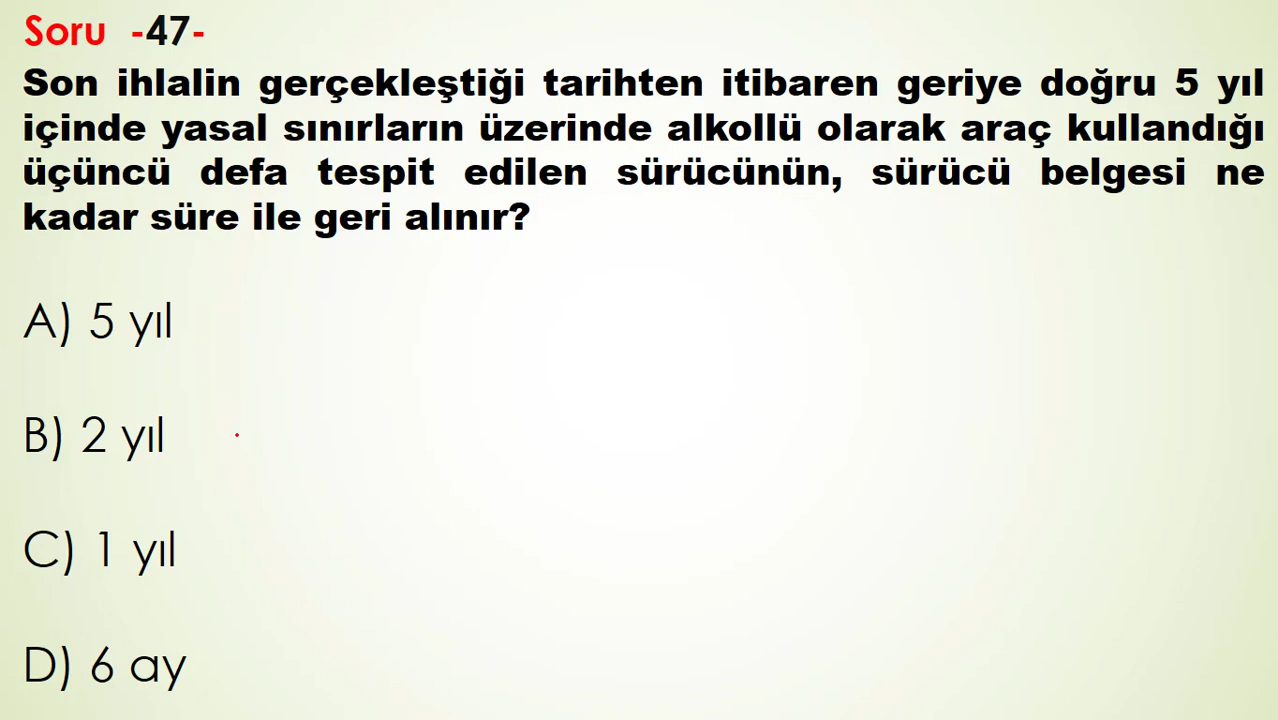 Soru -47-
Son ihlalin gerçekleştiği tarihten itibaren geriye doğru 5 yıl
içinde yasal sınırların üzerinde alkollü olarak araç kullandığı
üçüncü defa tespit edilen sürücünün, sürücü belgesi ne
kadar süre ile geri alınır?
A) 5 yıl
B) 2 yıl
C) 1 yıl
D) 6 ay